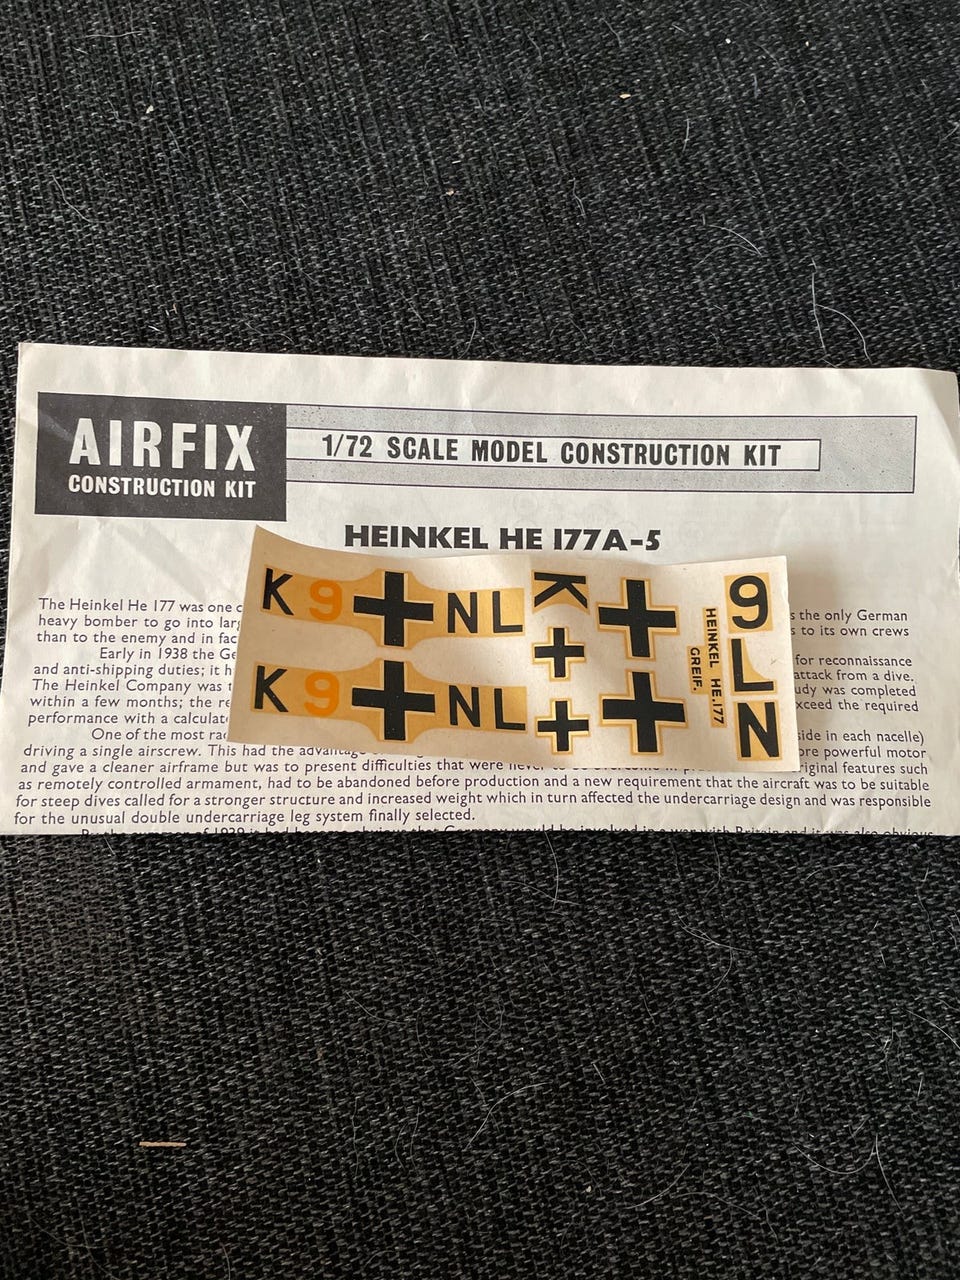 AIRFIX
CONSTRUCTION KIT
1/72 SCALE MODEL CONSTRUCTION KIT
HEINKEL HE 177A-5
K 9 NL K 9
K 9 NL L
N
HEINKEL HE.177
GREIF.
The Heinkel He 177 was one s the only German
heavy bomber to go into s to its own crews
than to the enemy and in
Early in 1938 the for reconnaissance
and anti-shipping duties; it attack from a dive.
The Heinkel Company was completed
within a few months; the exceed the required
performance with a
One of the most side in each nacelle)
driving a single airscrew. This had the advantage powerful motor
and gave a cleaner airframe but was to present difficulties that were original features such
as remotely controlled armament, had to be abandoned before production and a new requirement that the aircraft was to be suitable
for steep dives called for a stronger structure and increased weight which in turn affected the undercarriage design and was responsible
for the unusual double undercarriage leg system finally selected.